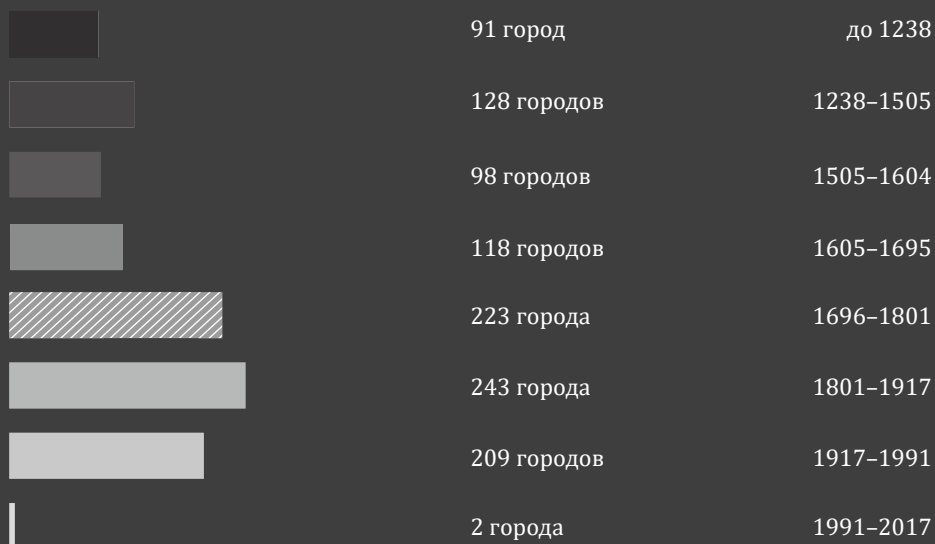 91 город до 1238
128 городов 1238–1505
98 городов 1505–1604
118 городов 1605–1695
223 города 1696–1801
243 города 1801–1917
209 городов 1917–1991
2 города 1991–2017